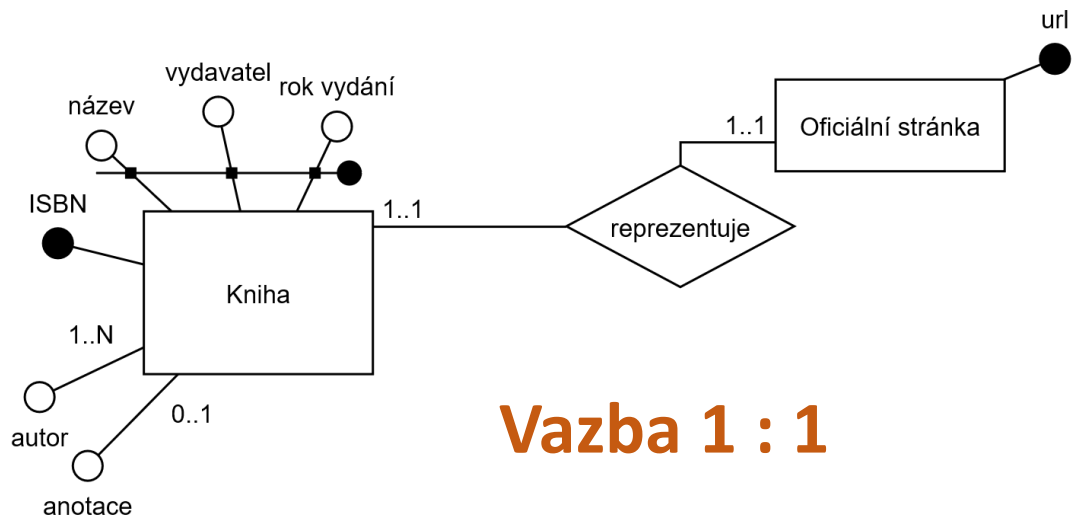 url
vydavatel
rok vydání
název
1..1
Oficiální stránka
ISBN
1..1
reprezentuje
Kniha
1..N
0..1
autor
anotace
Vazba 1 : 1